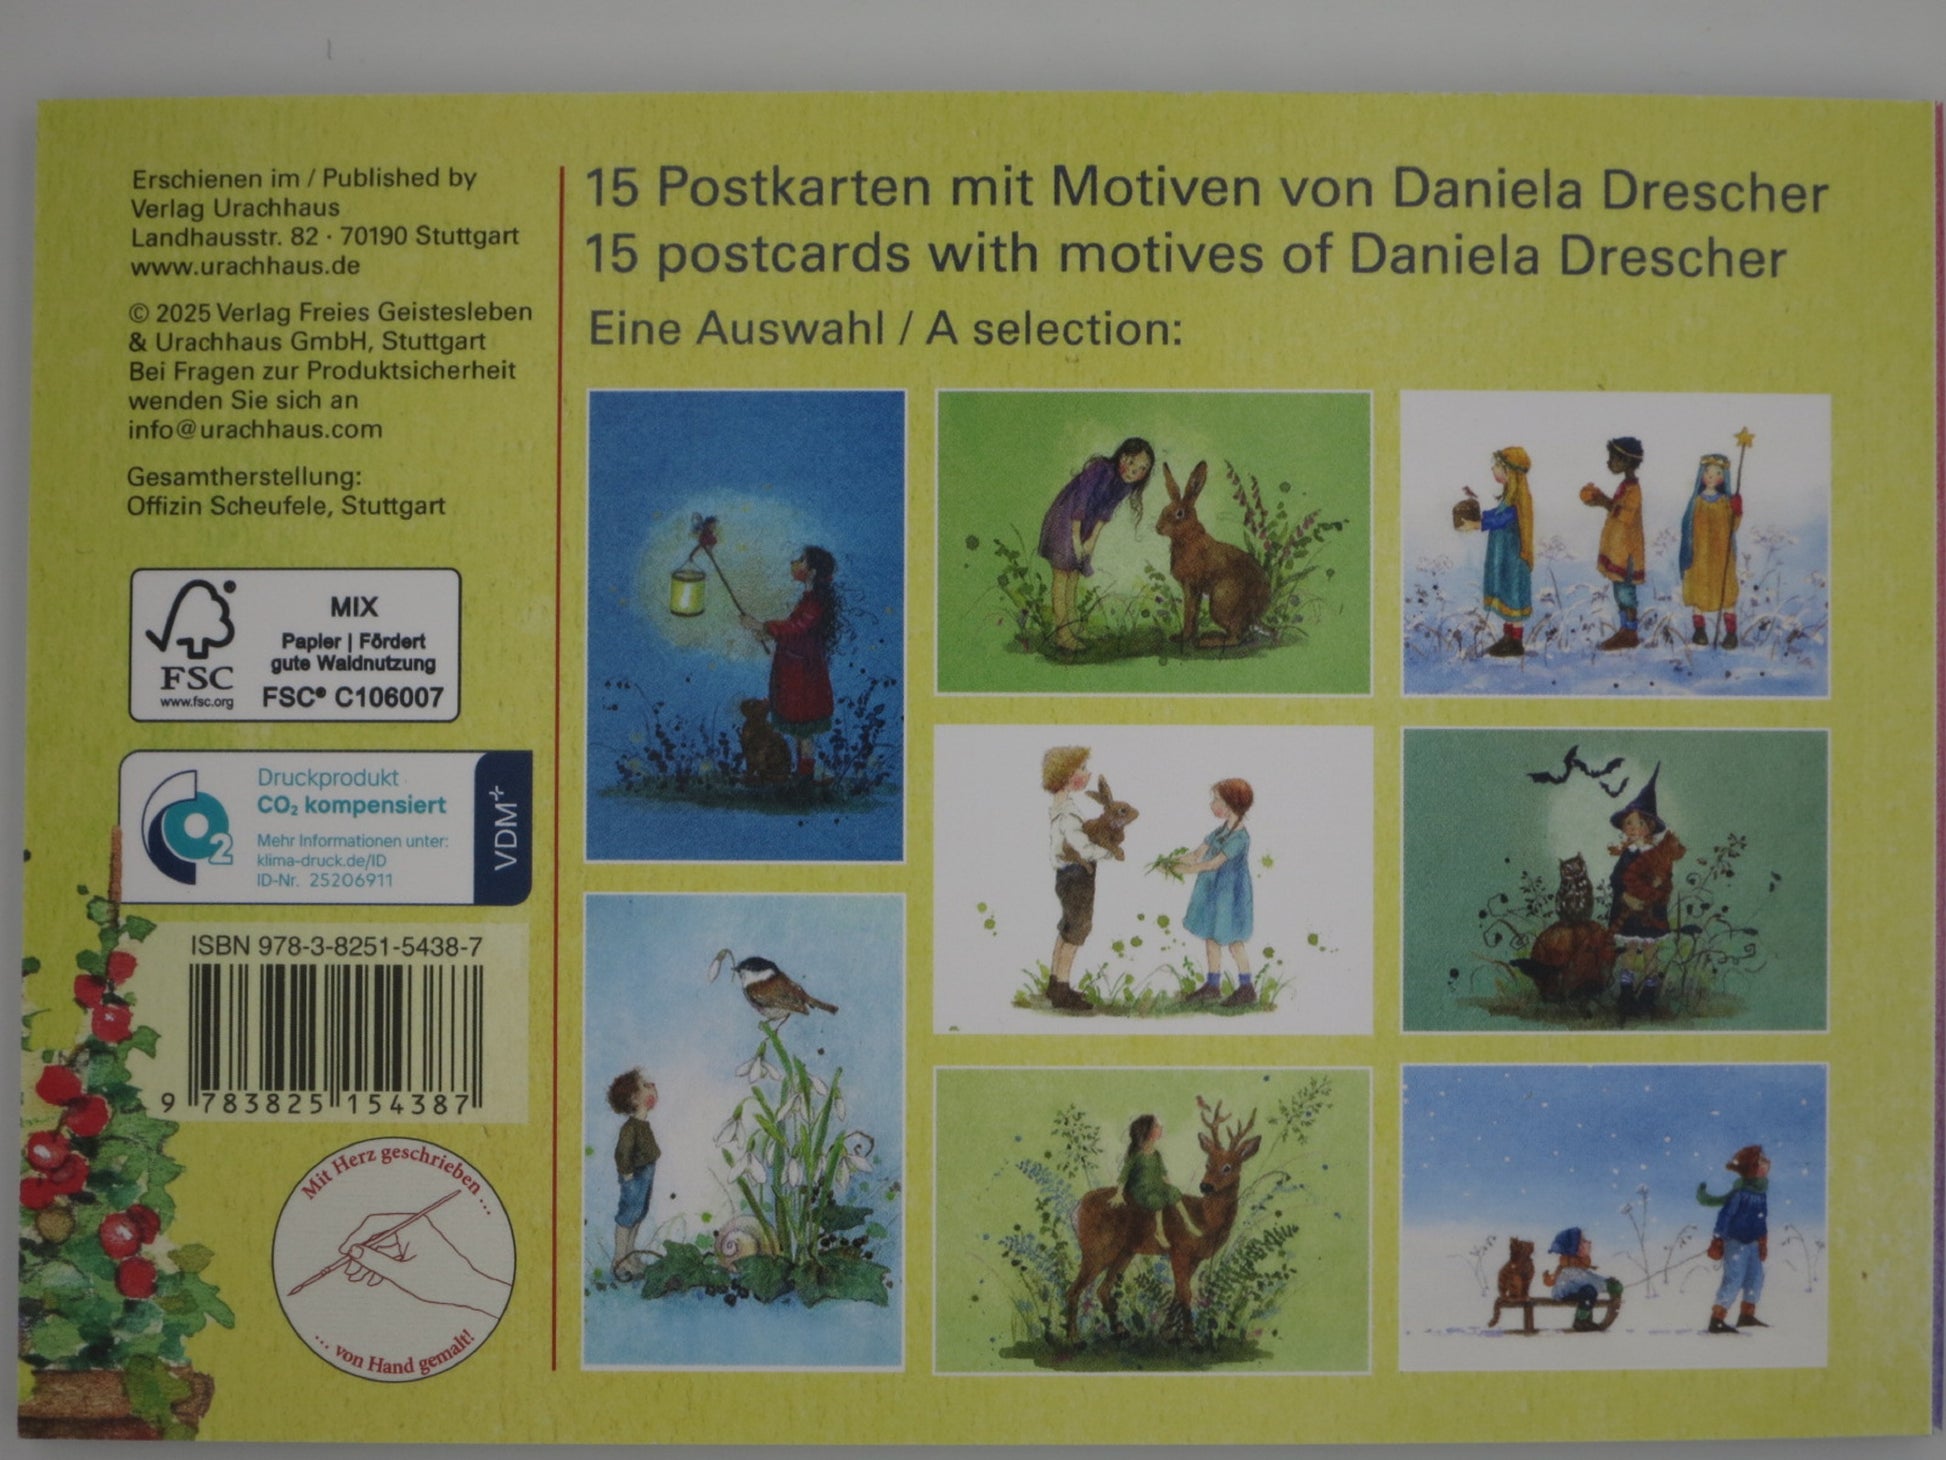 Erschienen im / Published by
Verlag Urachhaus
Landhausstr. 82 · 70190 Stuttgart
www.urachhaus.de
© 2025 Verlag Freies Geistesleben
& Urachhaus GmbH, Stuttgart
Bei Fragen zur Produktsicherheit
wenden Sie sich an
info@urachhaus.com
Gesamtherstellung:
Offizin Scheufele, Stuttgart
FSC
www.fsc.org
MIX
Papier | Fördert
gute Waldnutzung
FSC® C106007
Druckprodukt
CO₂ kompensiert
Mehr Informationen unter:
klima-druck.de/ID
ID-Nr. 25206911
VDM+
ISBN 978-3-8251-5438-7
9 783825 154387
Mit Herz geschrieben ...
... von Hand gemalt!
15 Postkarten mit Motiven von Daniela Drescher
15 postcards with motives of Daniela Drescher
Eine Auswahl / A selection: